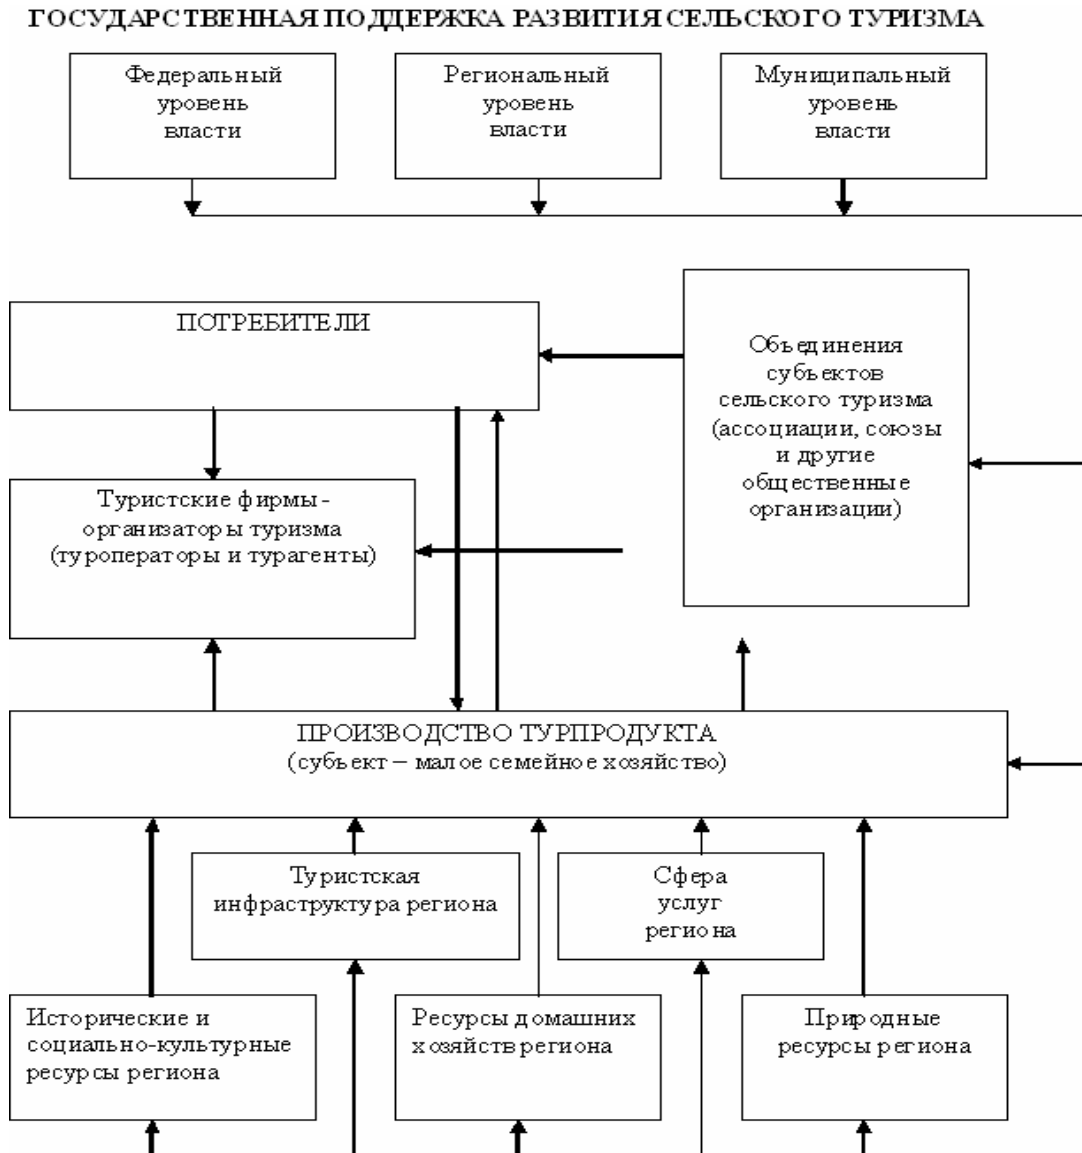 ГОСУДАРСТВЕННАЯ ПОДДЕРЖКА РАЗВИТИЯ СЕЛЬСКОГО ТУРИЗМА
Федеральный
уровень
власти
Региональный
уровень
власти
Муниципальный
уровень
власти
ПОТРЕБИТЕЛИ
Объединения
субъектов
сельского туризма
(ассоциации, союзы
и другие
общественные
организации)
Туристские фирмы-
организаторы туризма
(туроператоры и турагенты)
ПРОИЗВОДСТВО ТУРПРОДУКТА
(субъект – малое семейное хозяйство)
Туристская
инфраструктура региона
Сфера
услуг
региона
Исторические и
социально-культурные
ресурсы региона
Ресурсы домашних
хозяйств региона
Природные
ресурсы региона